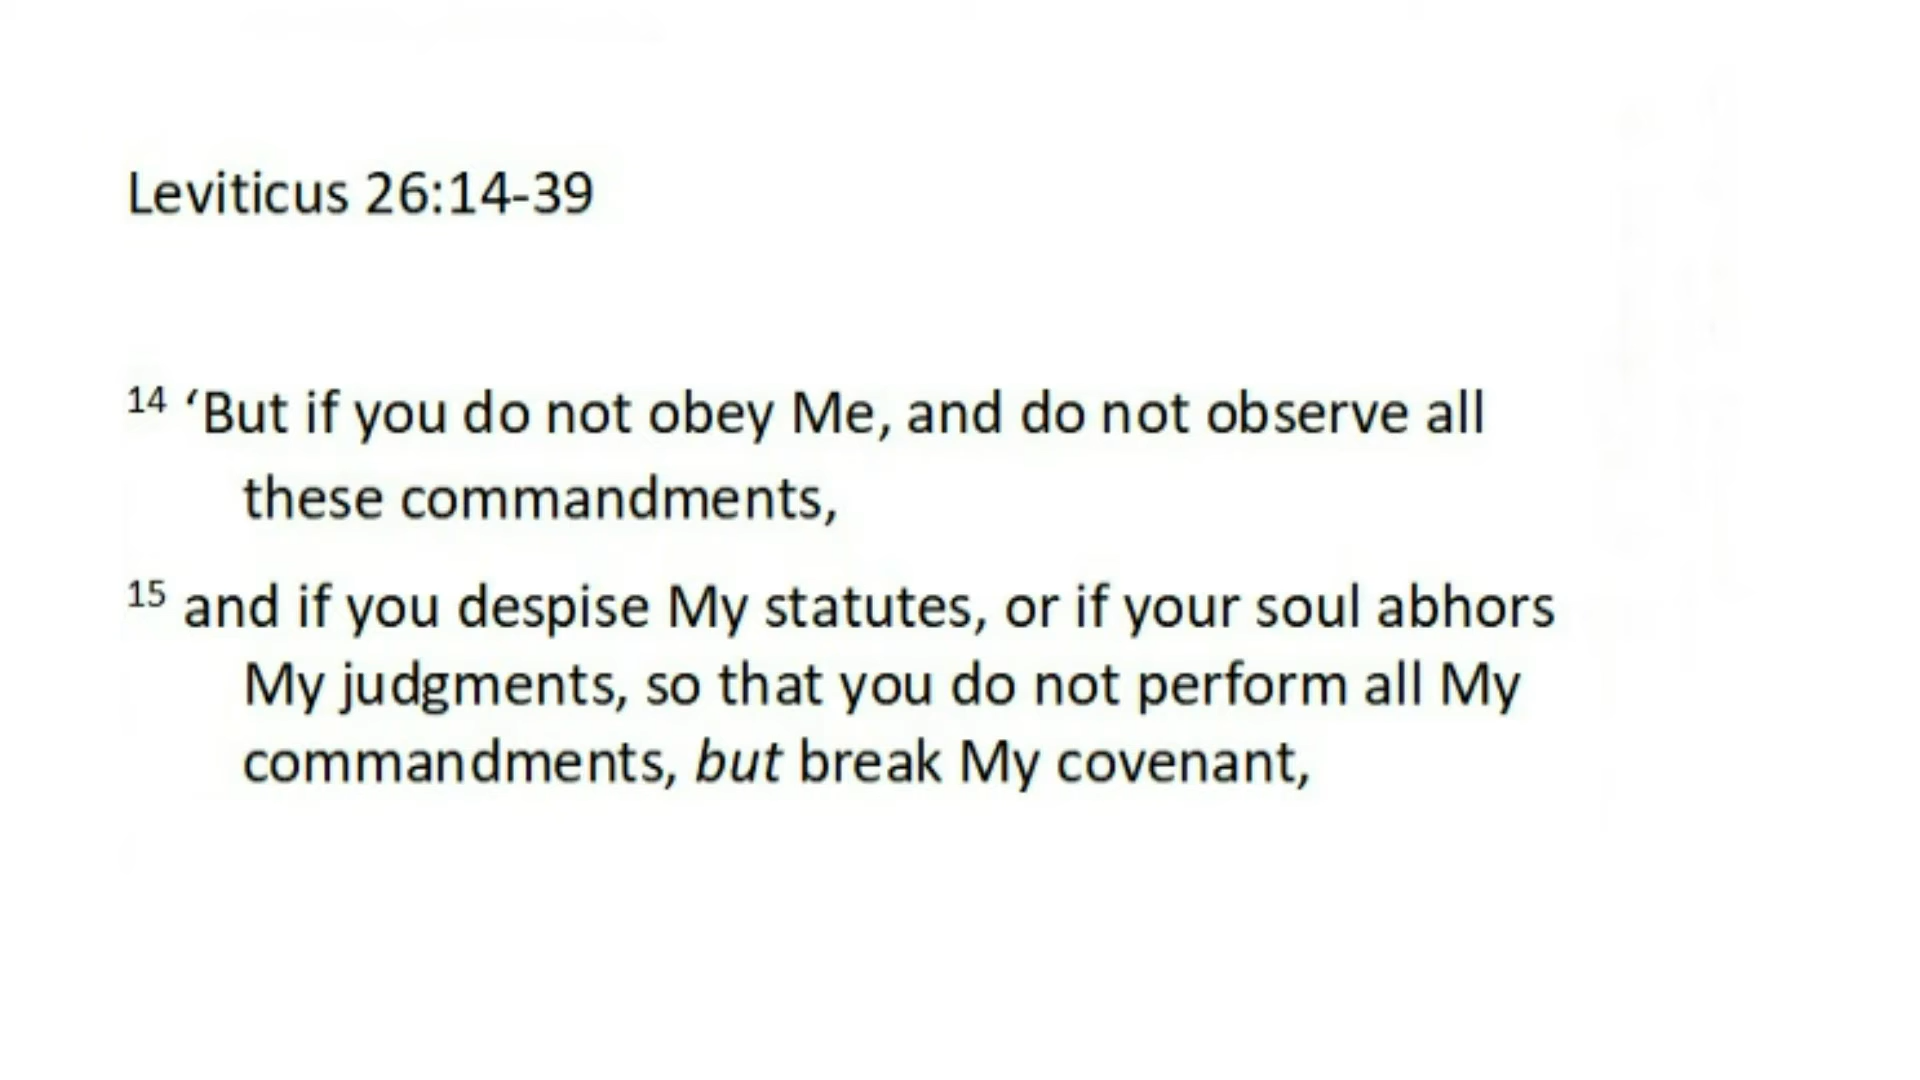 Leviticus 26:14-39
14 ‘But if you do not obey Me, and do not observe all
these commandments,
15 and if you despise My statutes, or if your soul abhors
My judgments, so that you do not perform all My
commandments, but break My covenant,